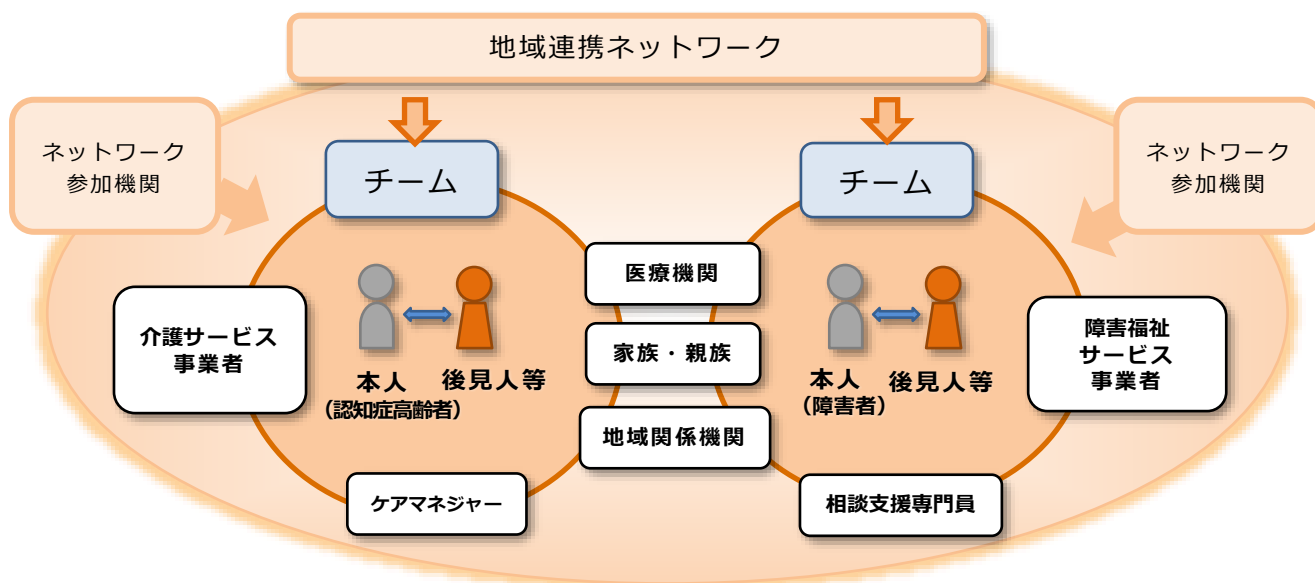 地域連携ネットワーク
ネットワーク
参加機関
ネットワーク
参加機関
チーム
チーム
医療機関
家族・親族
地域関係機関
介護サービス
事業者
障害福祉
サービス
事業者
本人
(認知症高齢者)
後見人等
本人
(障害者)
後見人等
ケアマネジャー
相談支援専門員